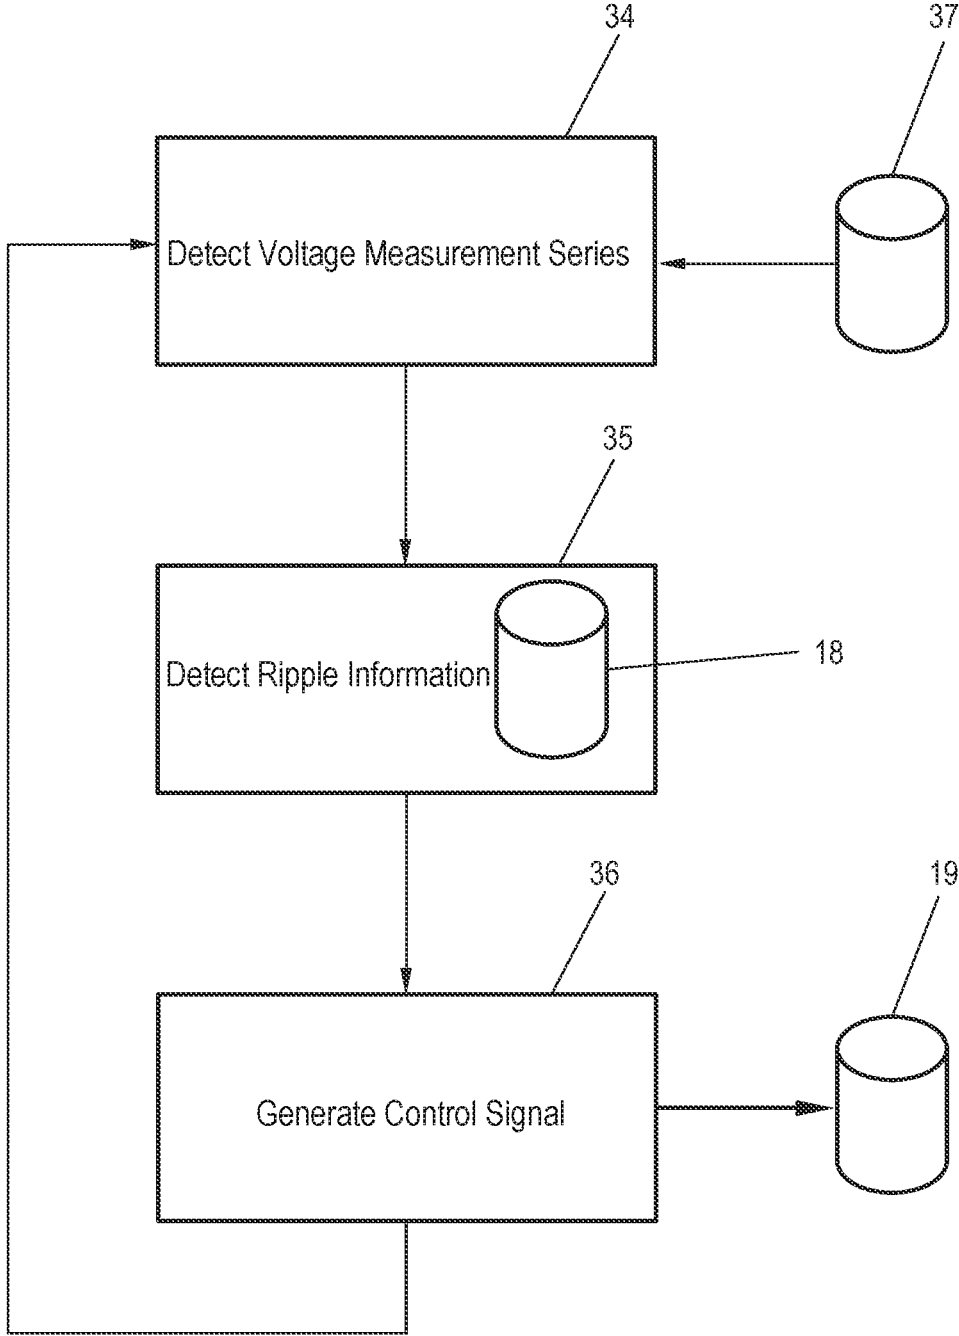 34
37
Detect Voltage Measurement Series
35
Detect Ripple Information
18
36
19
Generate Control Signal